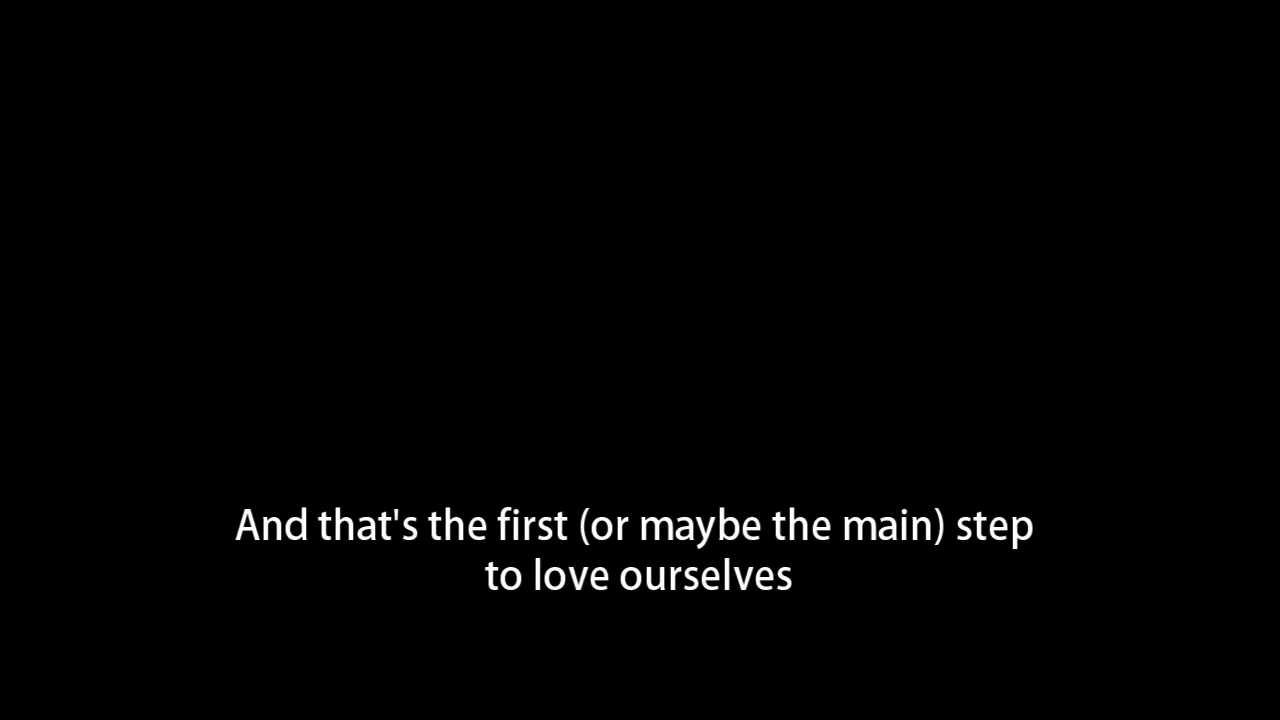 And that's the first (or maybe the main) step
to love ourselves